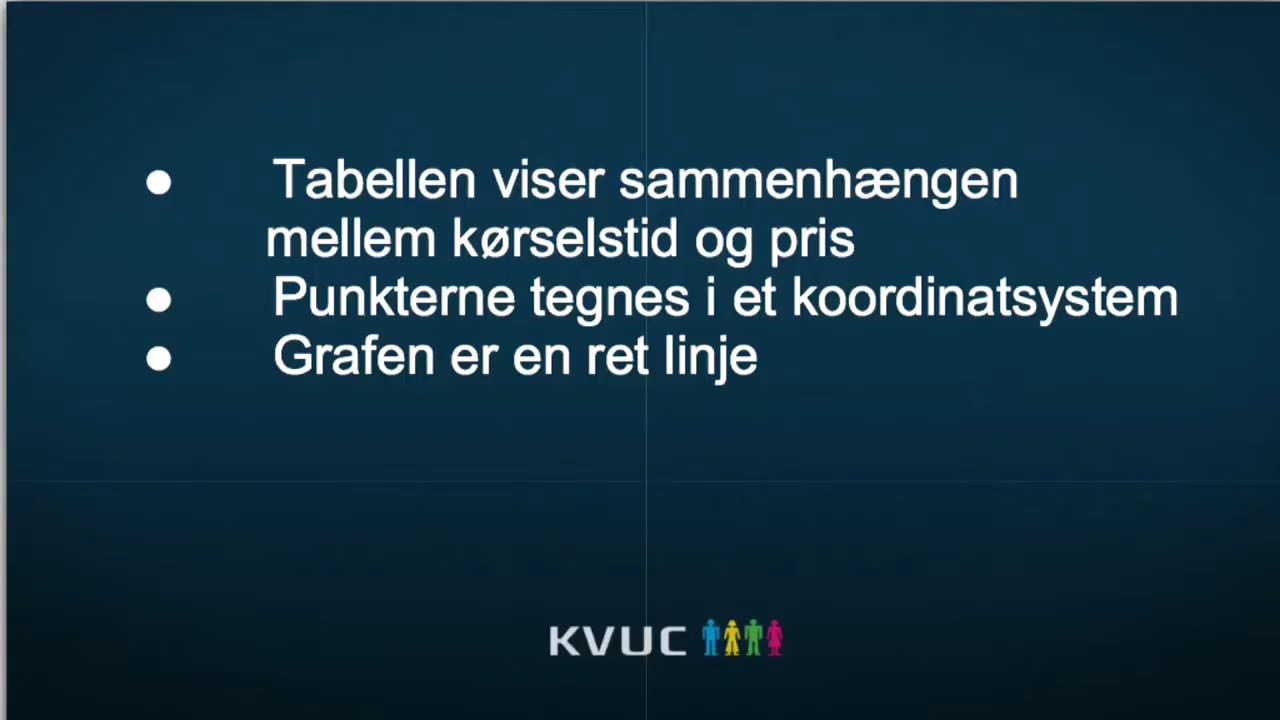 ● Tabellen viser sammenhængen
mellem kørselstid og pris
● Punkterne tegnes i et koordinatsystem
● Grafen er en ret linje
KVUC